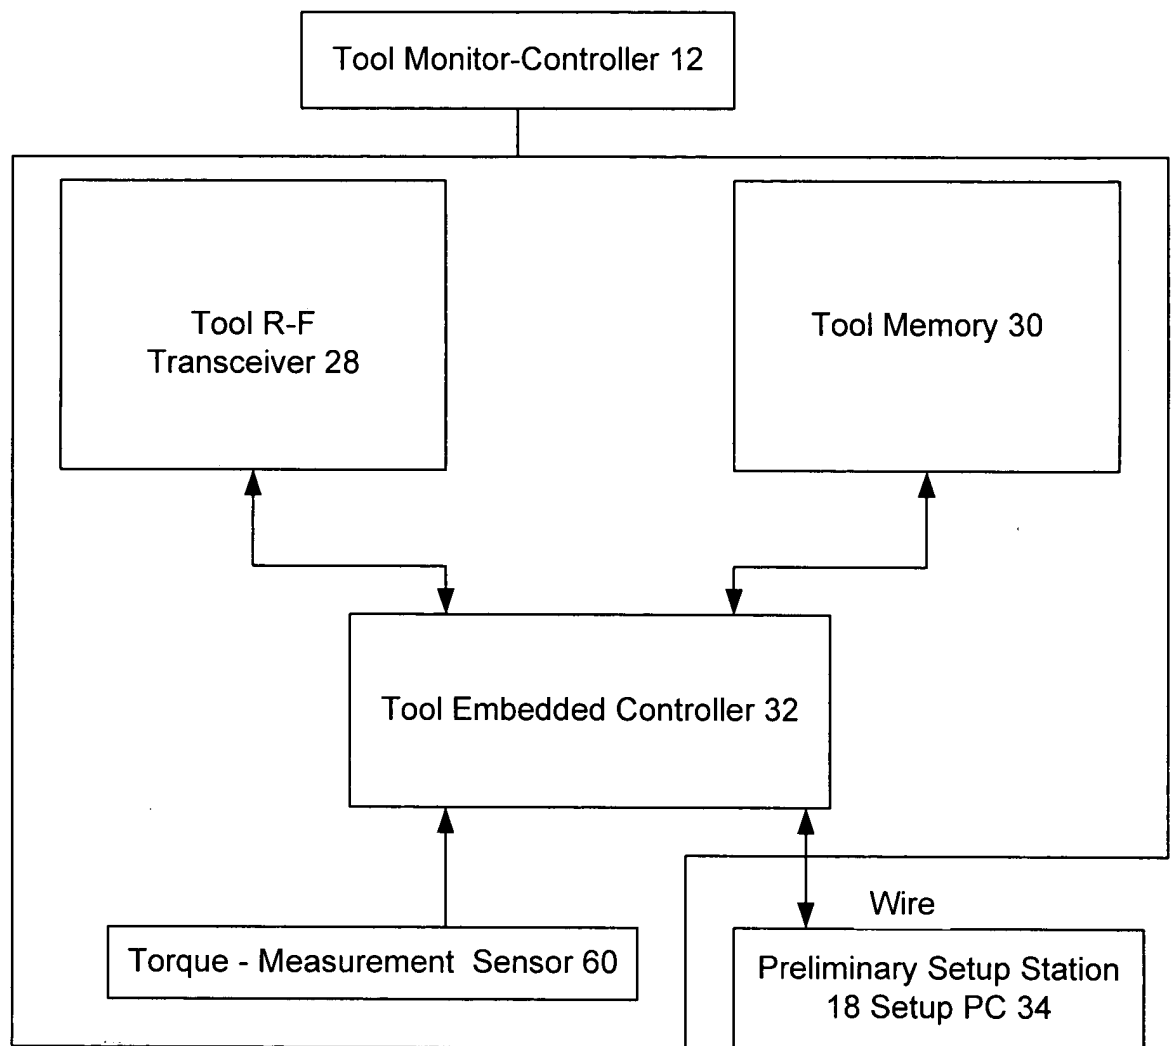 Tool Monitor-Controller 12
Tool R-F
Transceiver 28
Tool Memory 30
Tool Embedded Controller 32
Wire
Torque - Measurement Sensor 60
Preliminary Setup Station
18 Setup PC 34